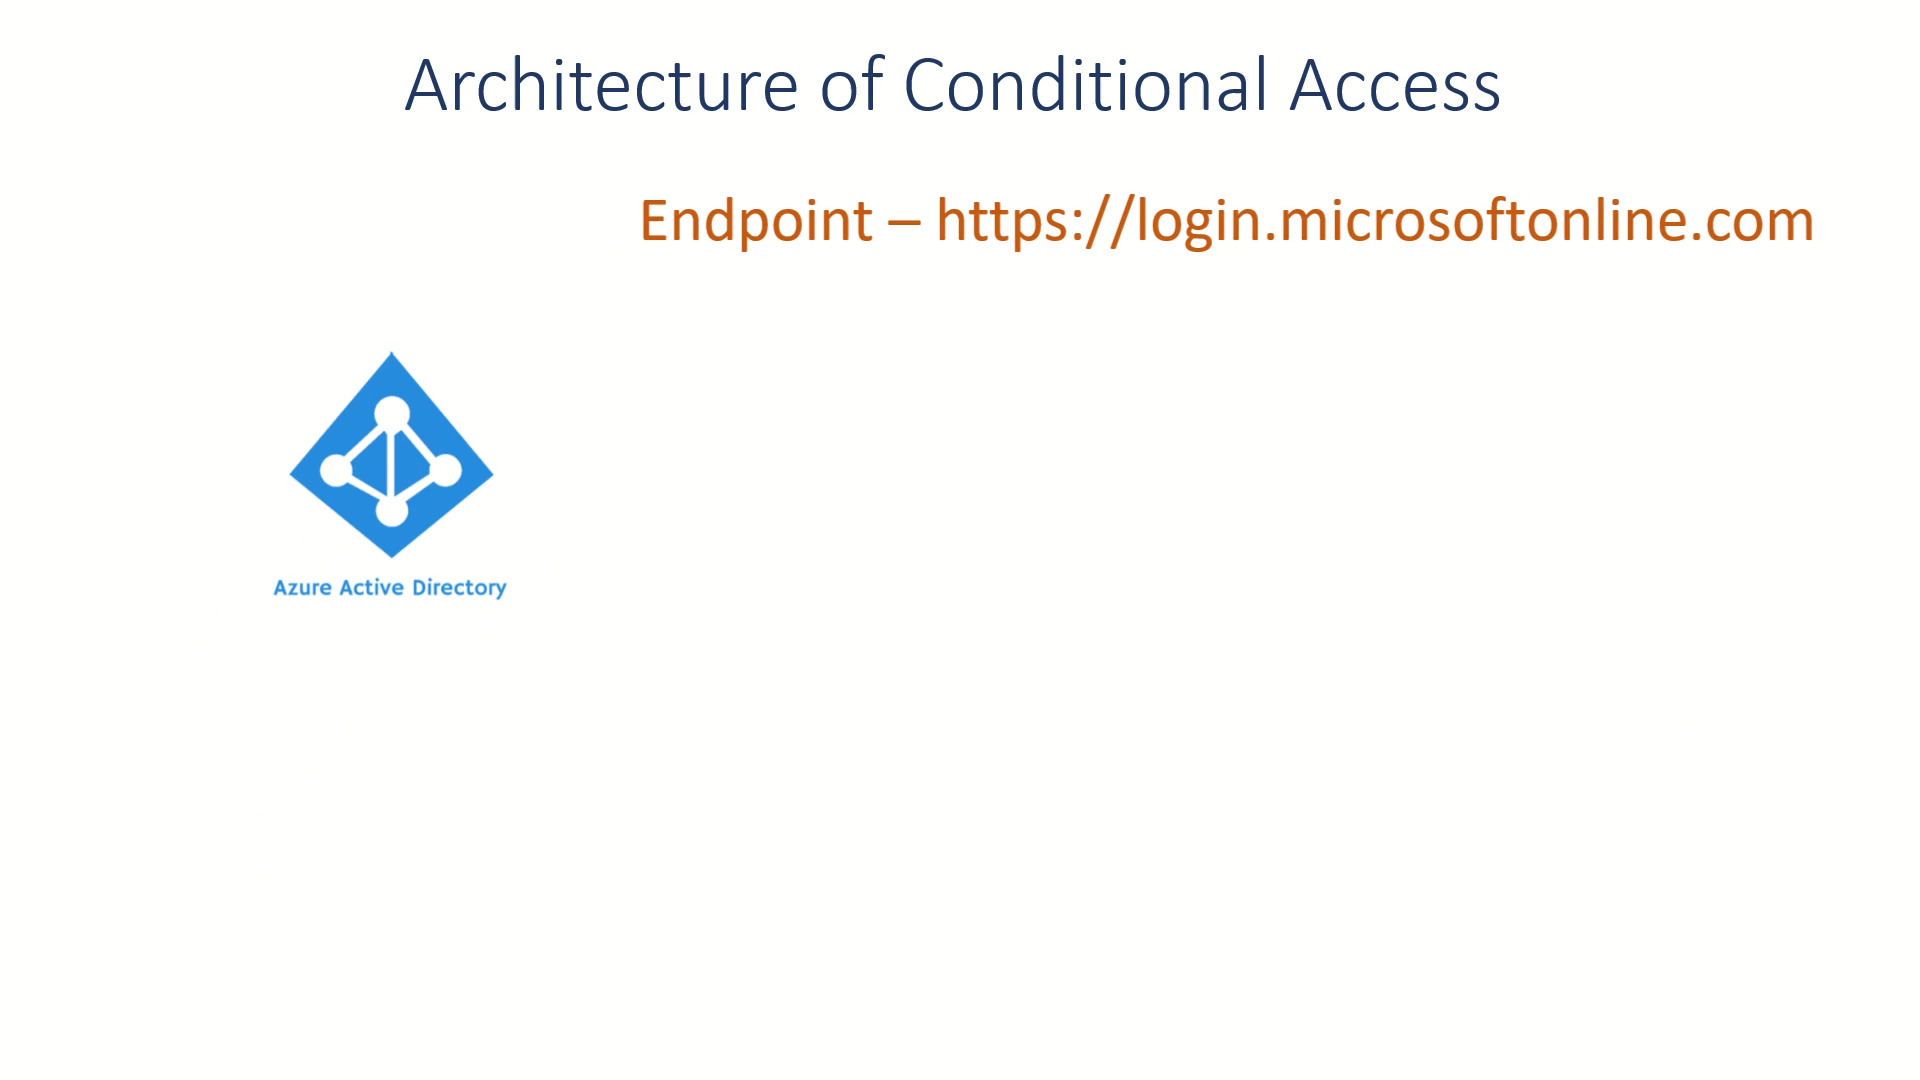 Architecture of Conditional Access
Endpoint – https://login.microsoftonline.com
Azure Active Directory